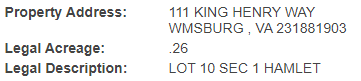 Property Address: 111 KING HENRY WAY
WMSBURG , VA 231881903
Legal Acreage: .26
Legal Description: LOT 10 SEC 1 HAMLET